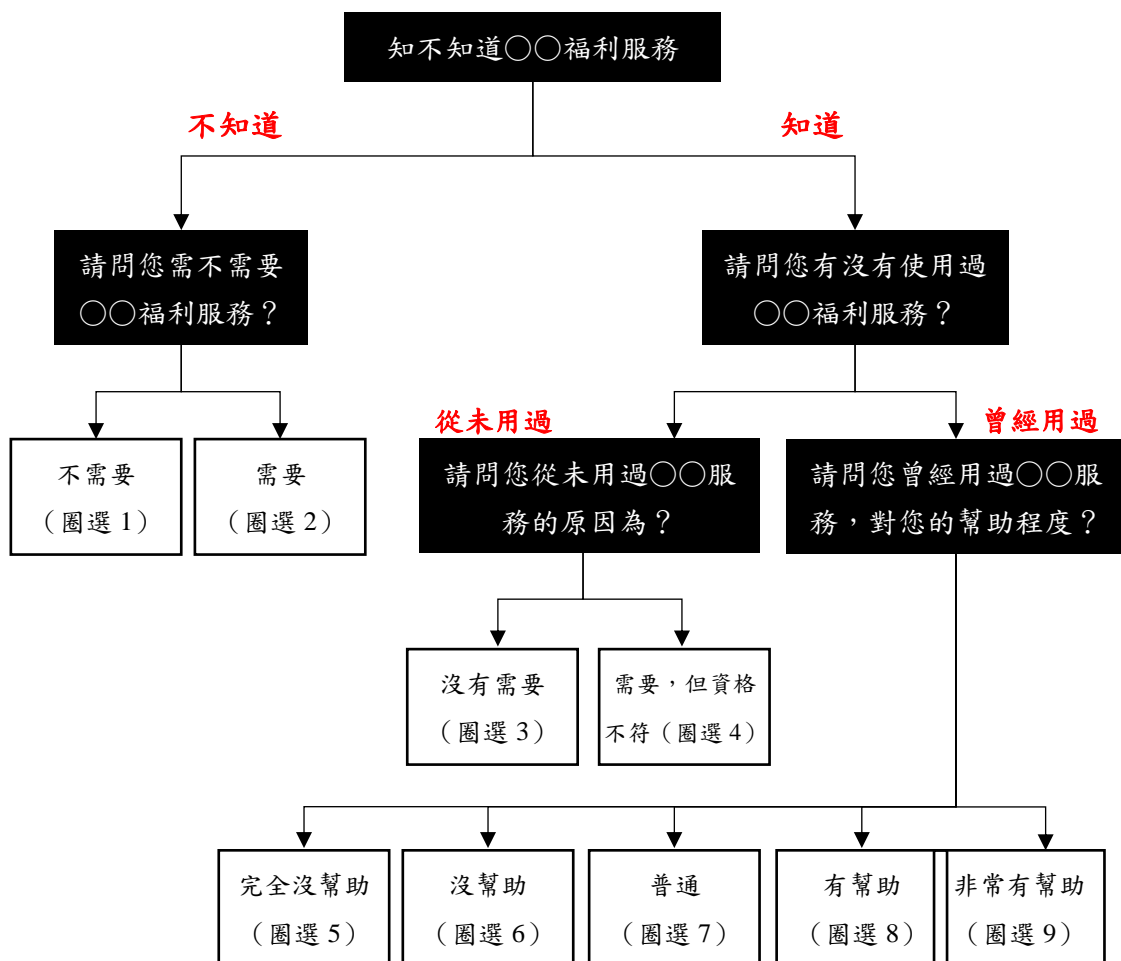 知不知道○○福利服務
不知道
知道
請問您需不需要
○○福利服務？
請問您有沒有使用過
○○福利服務？
不需要
（圈選 1）
需要
（圈選 2）
從未用過
曾經用過
請問您從未用過○○服
務的原因為？
請問您曾經用過○○服
務，對您的幫助程度？
沒有需要
（圈選 3）
需要，但資格
不符（圈選 4）
完全沒幫助
（圈選 5）
沒幫助
（圈選 6）
普通
（圈選 7）
有幫助
（圈選 8）
非常有幫助
（圈選 9）